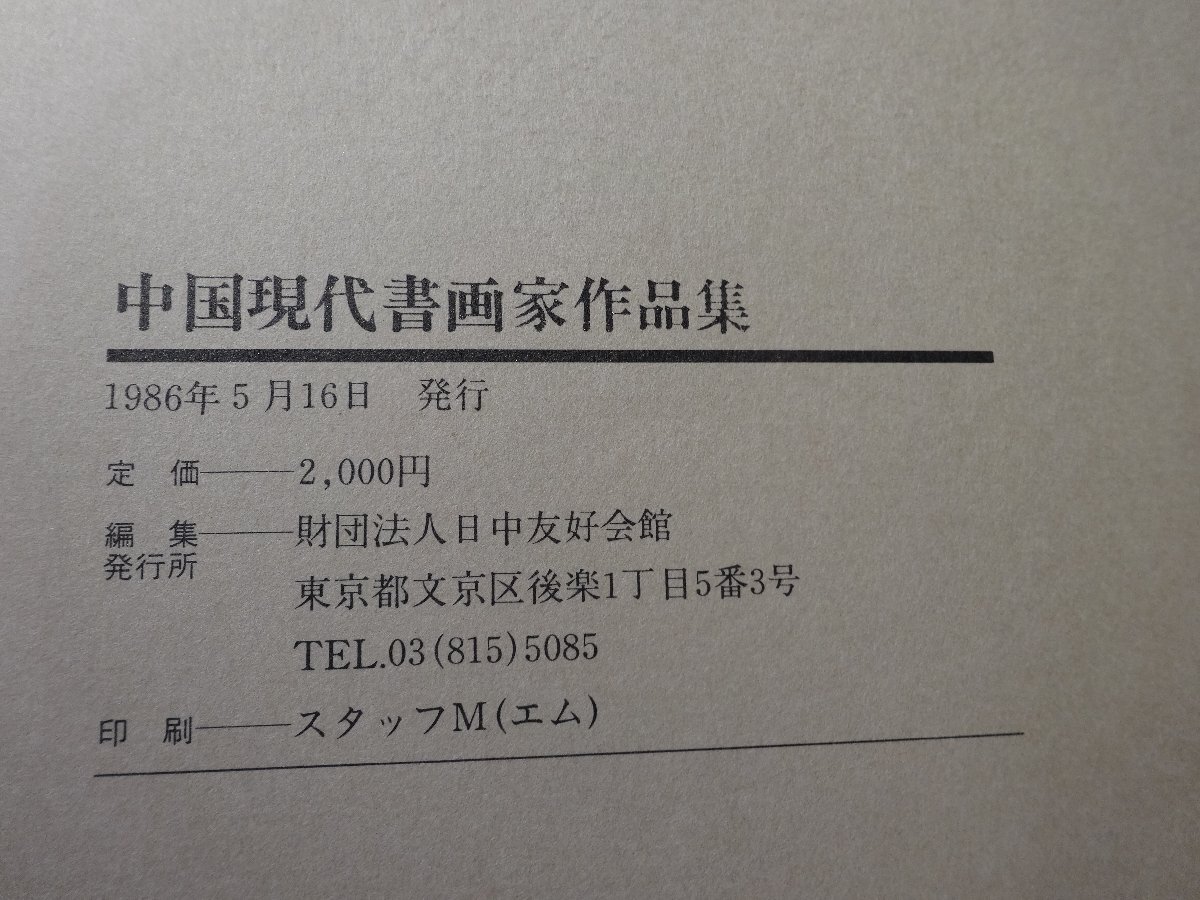 中国現代書画家作品集
1986年5月16日 発行
定 価——2,000円
編 集——財団法人日中友好会館
発行所
東京都文京区後楽1丁目5番3号
TEL.03(815)5085
印 刷——スタッフM(エム)